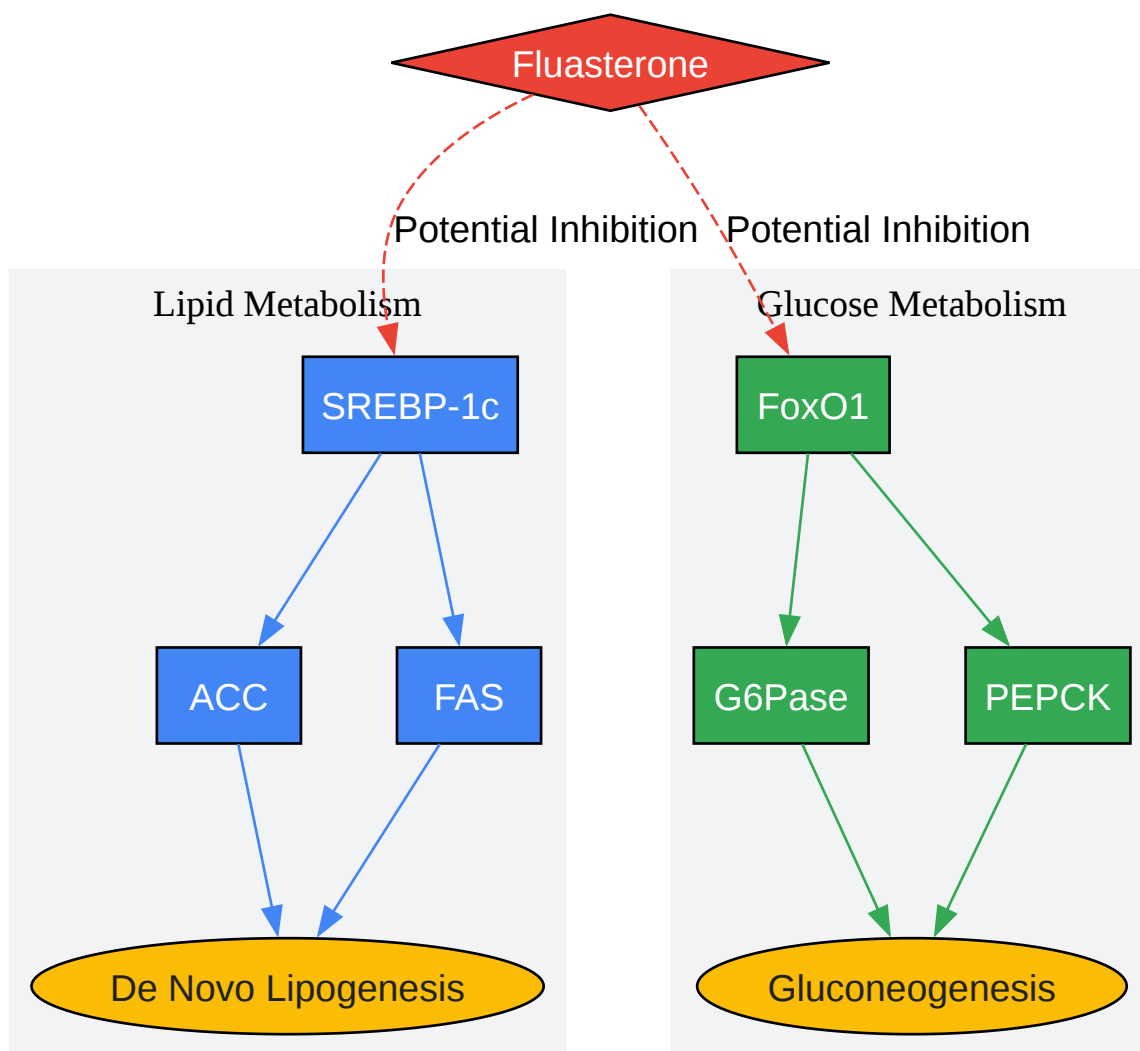 Fluasterone
Potential Inhibition
Potential Inhibition
Lipid Metabolism
Glucose Metabolism
SREBP-1c
FoxO1
ACC
FAS
G6Pase
PEPCK
De Novo Lipogenesis
Gluconeogenesis